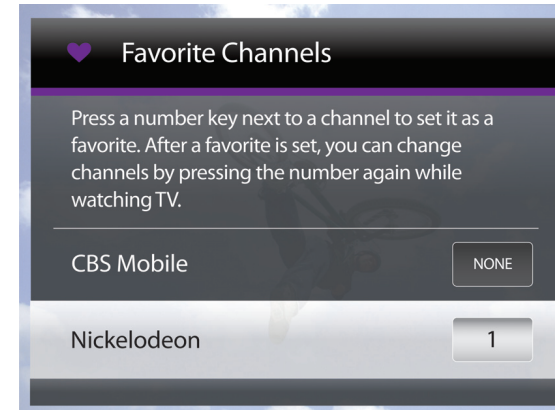 Favorite Channels
Press a number key next to a channel to set it as a
favorite. After a favorite is set, you can change
channels by pressing the number again while
watching TV.
CBS Mobile NONE
Nickelodeon 1